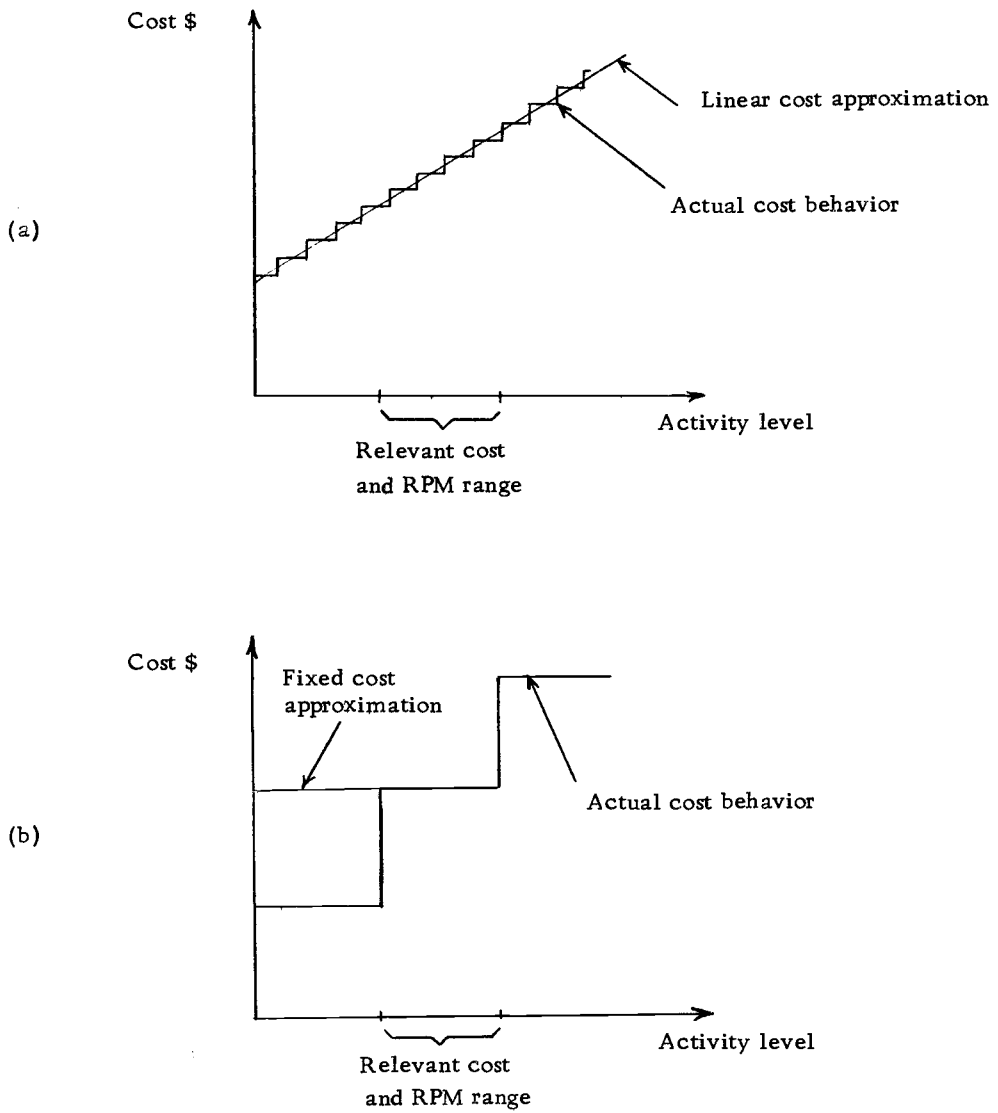 Cost $
Linear cost approximation
Actual cost behavior
(a)
Activity level
Relevant cost
and RPM range
Cost $
Fixed cost
approximation
Actual cost behavior
(b)
Activity level
Relevant cost
and RPM range